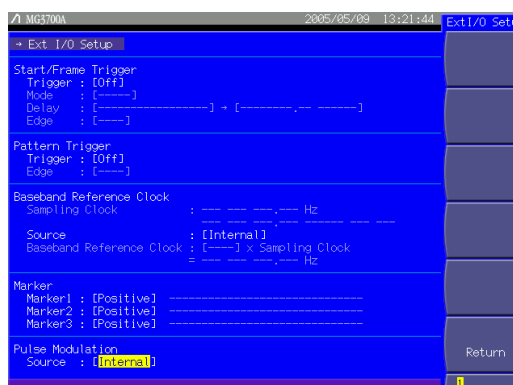 MG3700A 2005/05/09 13:21:44 Ext I/O Set
→ Ext I/O Setup
Start/Frame Trigger
Trigger : [Off]
Mode : [-----]
Delay : [-----------------] → [--------.-- ------]
Edge : [----]
Pattern Trigger
Trigger : [Off]
Edge : [----]
Baseband Reference Clock
Sampling Clock : --- --- ---.--- Hz
--- --- ---.--- ------ --- ---
Source : [Internal]
Baseband Reference Clock : [----] x Sampling Clock
= --- --- ---.--- Hz
Marker
Marker1 : [Positive] ------------------------------
Marker2 : [Positive] ------------------------------
Marker3 : [Positive] ------------------------------
Pulse Modulation
Source : [Internal]
Return
1